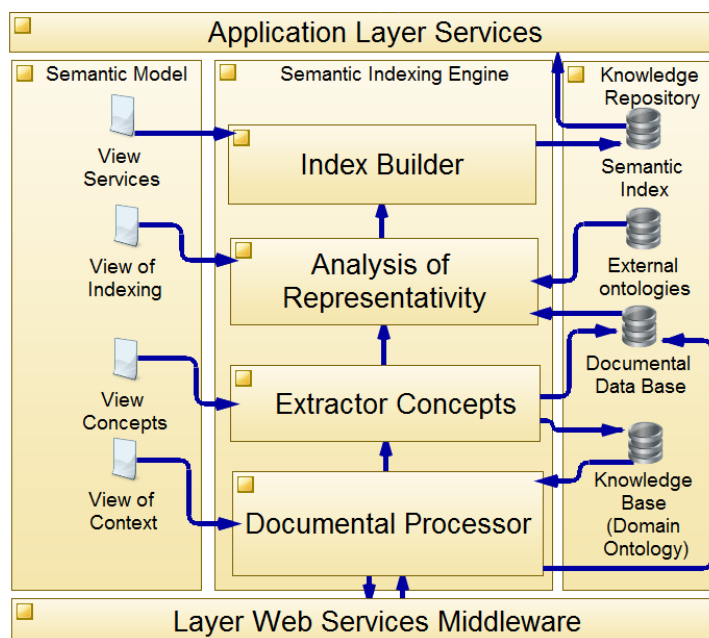 Application Layer Services
Semantic Model
View
Services
View of
Indexing
View
Concepts
View of
Context
Semantic Indexing Engine
Index Builder
Analysis of
Representativity
Extractor Concepts
Documental Processor
Knowledge
Repository
Semantic
Index
External
ontologies
Documental
Data Base
Knowledge
Base
(Domain
Ontology)
Layer Web Services Middleware